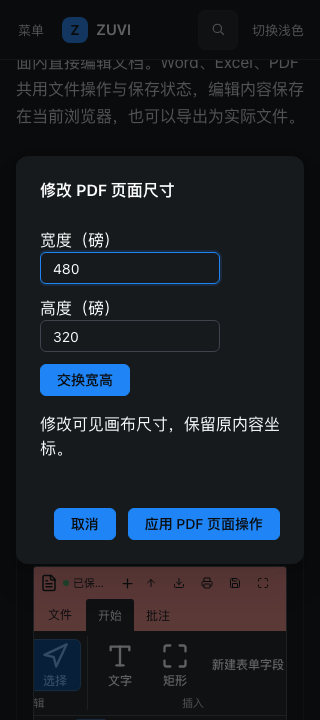 菜单
Z
ZUVI
切换浅色
面内直接编辑文档。Word、Excel、PDF
共用文件操作与保存状态，编辑内容保存
在当前浏览器，也可以导出为实际文件。
修改 PDF 页面尺寸
宽度（磅）
480
高度（磅）
320
交换宽高
修改可见画布尺寸，保留原内容坐
标。
取消
应用 PDF 页面操作
已保...
文件
开始
批注
选择
文字
矩形
新建表单字段
辑
插入